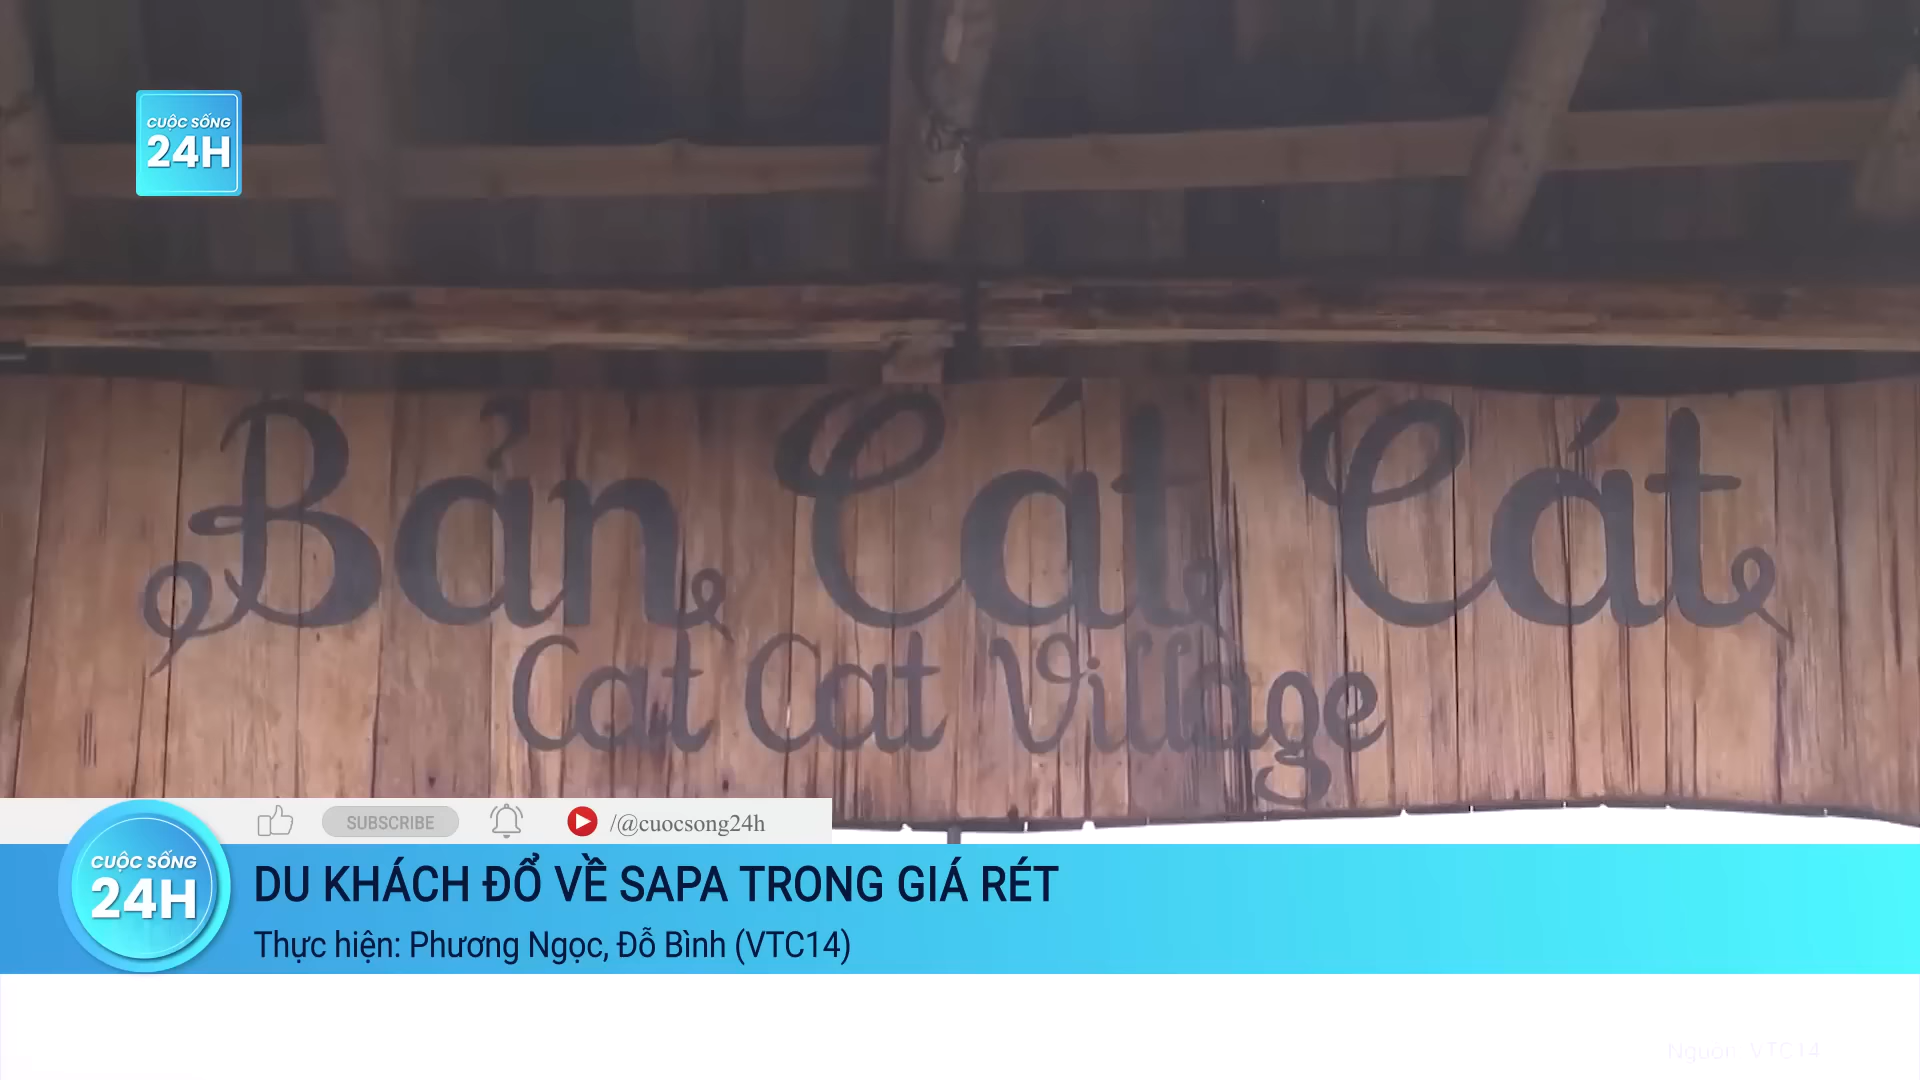 CUỘC SỐNG
24H
Bản Cát Cát
Cat Cat Village
SUBSCRIBE
/@cuocsong24h
CUỘC SỐNG
24H
DU KHÁCH ĐỔ VỀ SAPA TRONG GIÁ RÉT
Thực hiện: Phương Ngọc, Đỗ Bình (VTC14)
Nguồn: VTC14